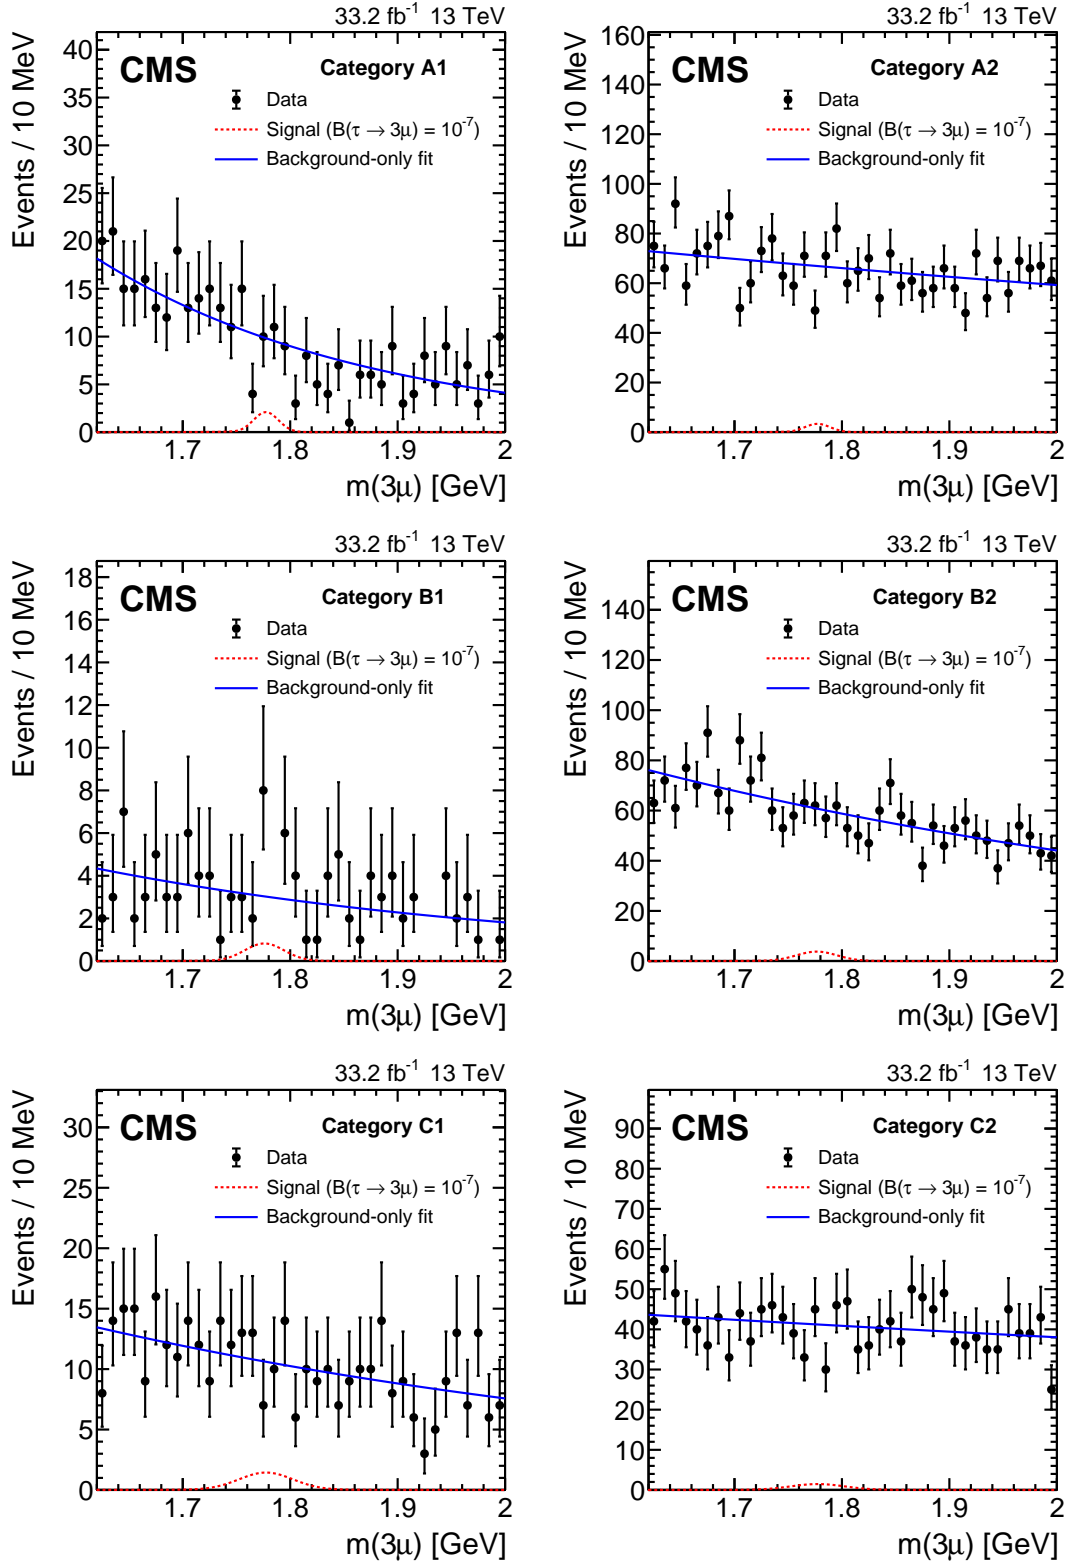 33.2 fb⁻¹ 13 TeV
Events / 10 MeV
40
35
30
25
20
15
10
5
0
CMS
Category A1
Data
Signal (B(τ → 3μ) = 10⁻⁷)
Background-only fit
1.7
1.8
1.9
2
m(3μ) [GeV]
33.2 fb⁻¹ 13 TeV
Events / 10 MeV
160
140
120
100
80
60
40
20
0
CMS
Category A2
Data
Signal (B(τ → 3μ) = 10⁻⁷)
Background-only fit
1.7
1.8
1.9
2
m(3μ) [GeV]
33.2 fb⁻¹ 13 TeV
Events / 10 MeV
18
16
14
12
10
8
6
4
2
0
CMS
Category B1
Data
Signal (B(τ → 3μ) = 10⁻⁷)
Background-only fit
1.7
1.8
1.9
2
m(3μ) [GeV]
33.2 fb⁻¹ 13 TeV
Events / 10 MeV
140
120
100
80
60
40
20
0
CMS
Category B2
Data
Signal (B(τ → 3μ) = 10⁻⁷)
Background-only fit
1.7
1.8
1.9
2
m(3μ) [GeV]
33.2 fb⁻¹ 13 TeV
Events / 10 MeV
30
25
20
15
10
5
0
CMS
Category C1
Data
Signal (B(τ → 3μ) = 10⁻⁷)
Background-only fit
1.7
1.8
1.9
2
m(3μ) [GeV]
33.2 fb⁻¹ 13 TeV
Events / 10 MeV
90
80
70
60
50
40
30
20
10
0
CMS
Category C2
Data
Signal (B(τ → 3μ) = 10⁻⁷)
Background-only fit
1.7
1.8
1.9
2
m(3μ) [GeV]